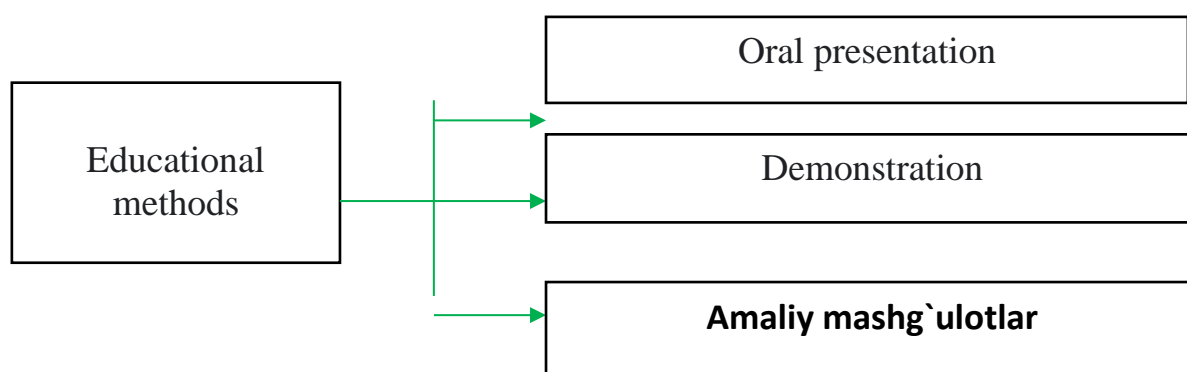 Oral presentation
Educational
methods
Demonstration
Amaliy mashg`ulotlar